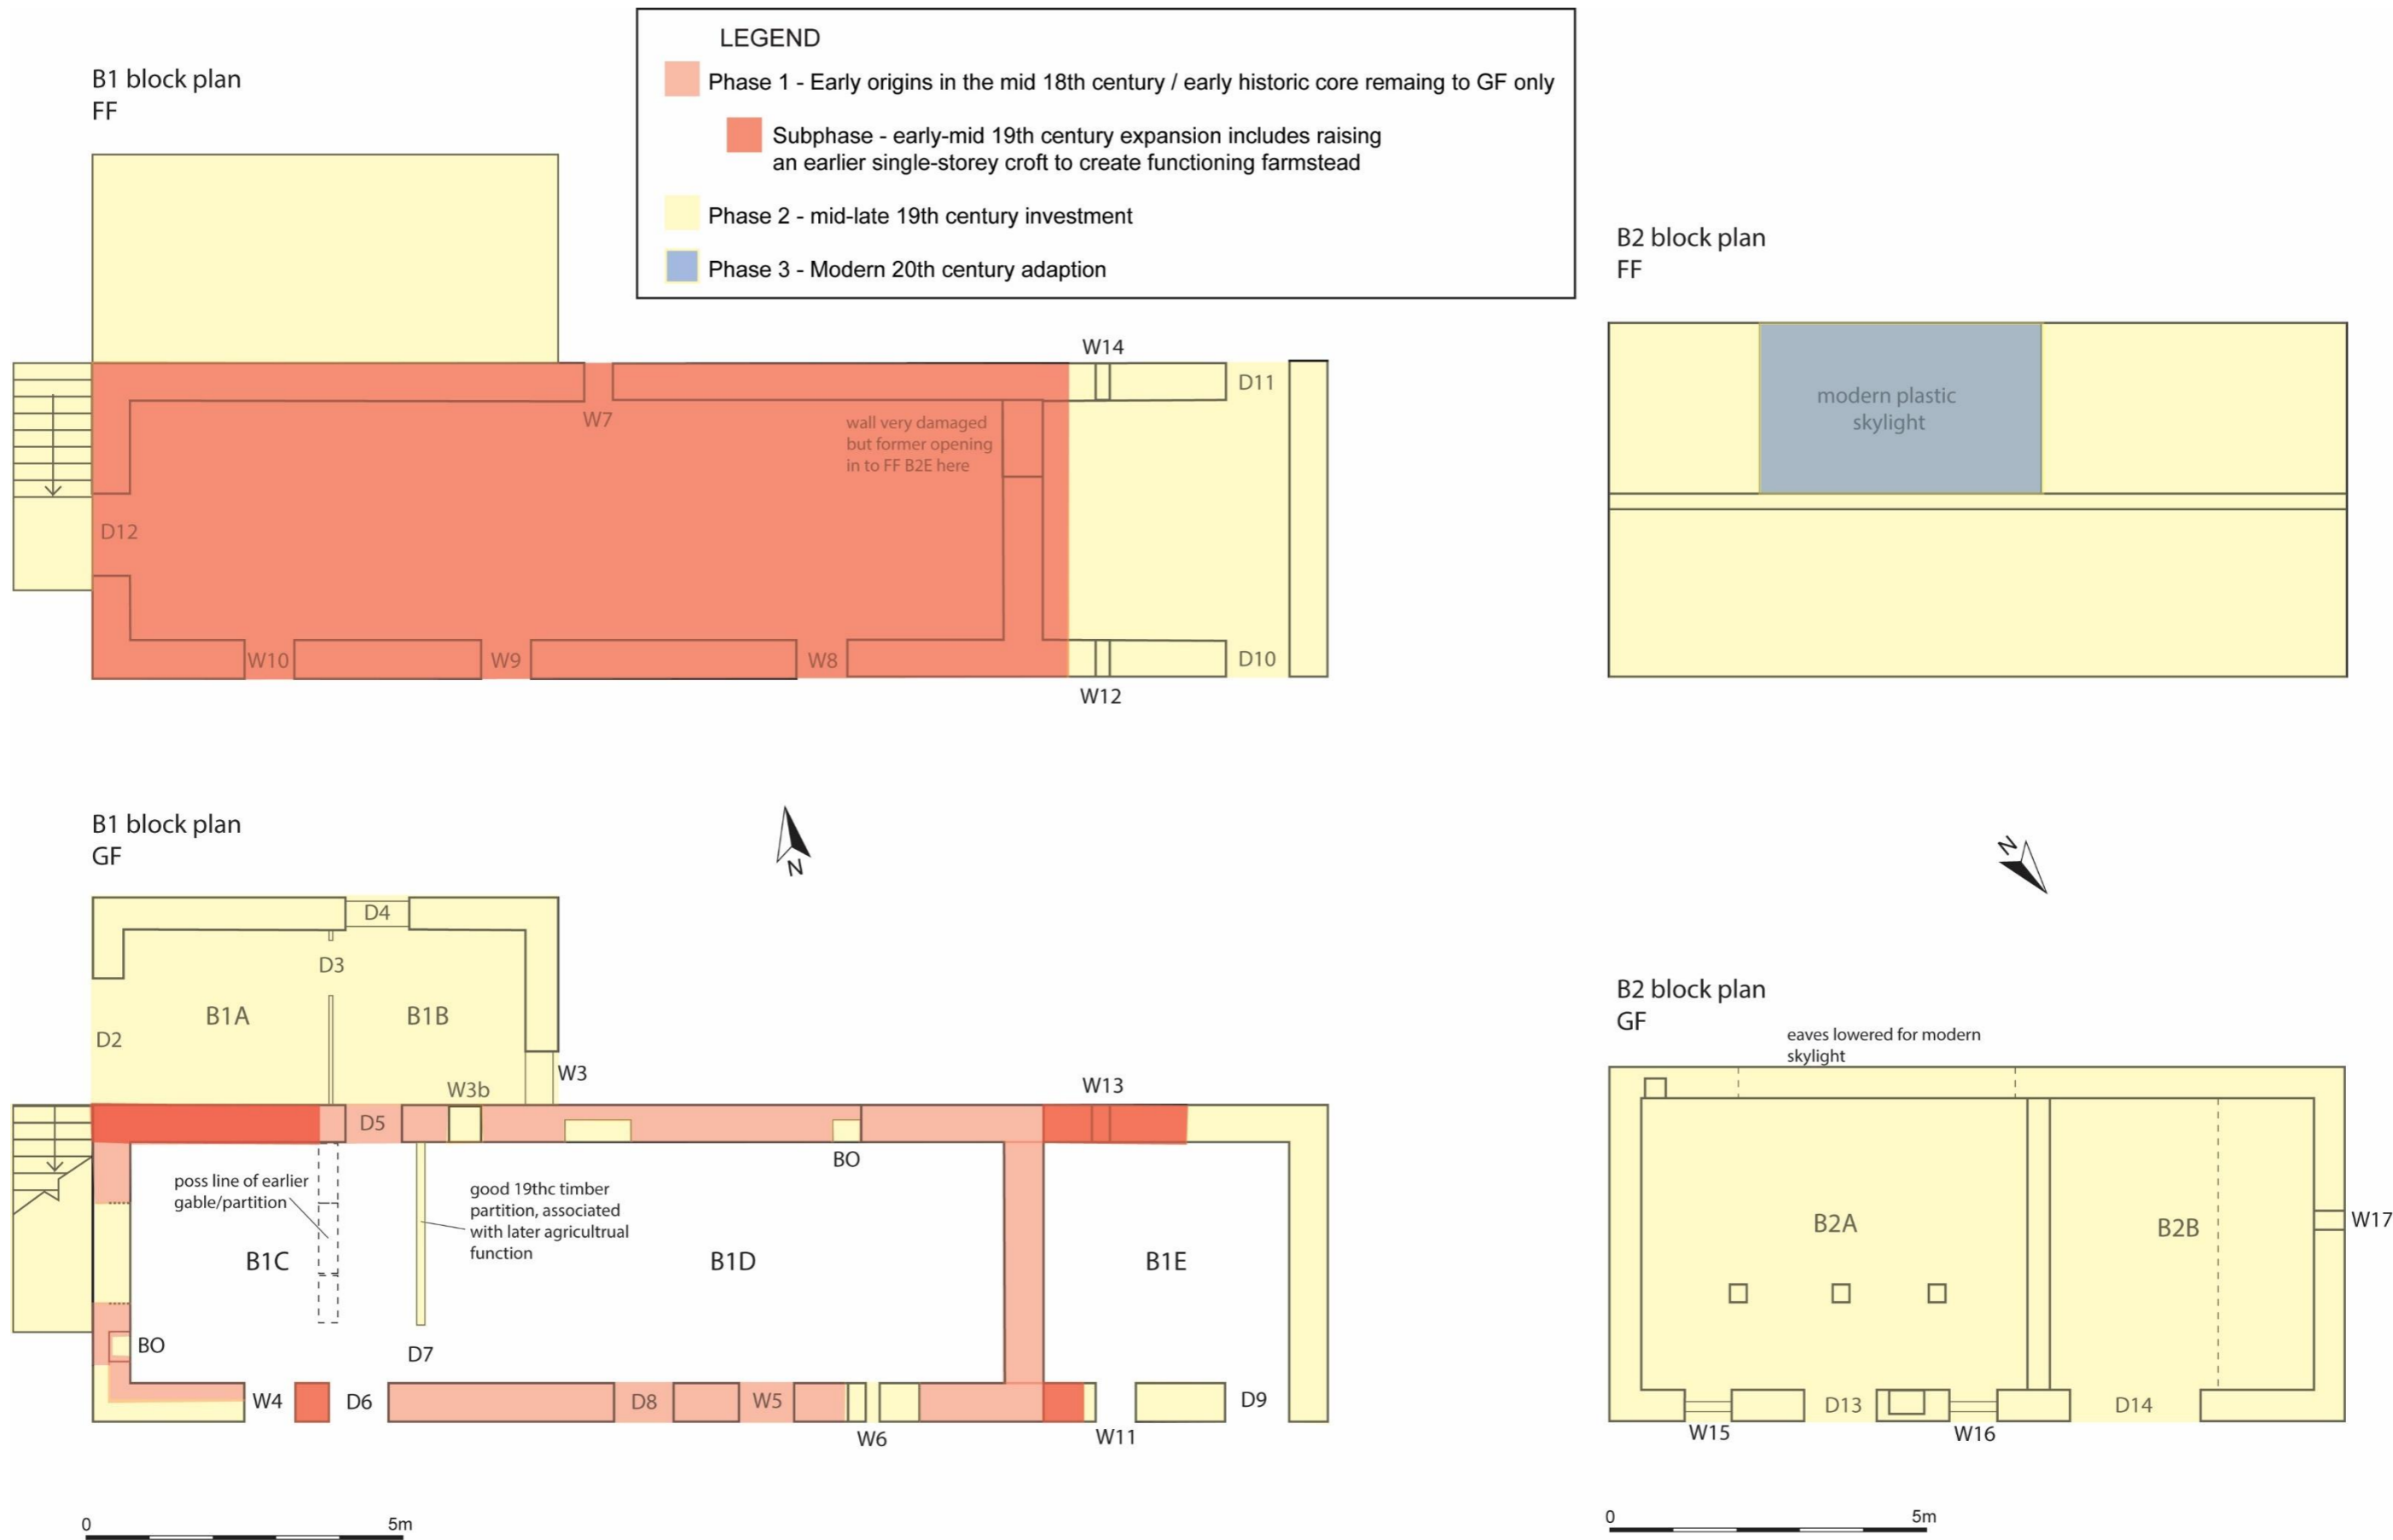 LEGEND
Phase 1 - Early origins in the mid 18th century / early historic core remaing to GF only
Subphase - early-mid 19th century expansion includes raising
an earlier single-storey croft to create functioning farmstead
Phase 2 - mid-late 19th century investment
Phase 3 - Modern 20th century adaption
B1 block plan
FF
W14
D11
W7
wall very damaged
but former opening
in to FF B2E here
D12
W10
W9
W8
D10
W12
B2 block plan
FF
modern plastic
skylight
B1 block plan
GF
N
D4
D3
B1A
B1B
D2
W3
W3b
W13
D5
BO
poss line of earlier
gable/partition
good 19thc timber
partition, associated
with later agricultrual
function
B1C
B1D
B1E
BO
D7
W4
D6
D8
W5
D9
W6
W11
0
5m
N
B2 block plan
GF
eaves lowered for modern
skylight
B2A
B2B
W17
D13
D14
W15
W16
0
5m